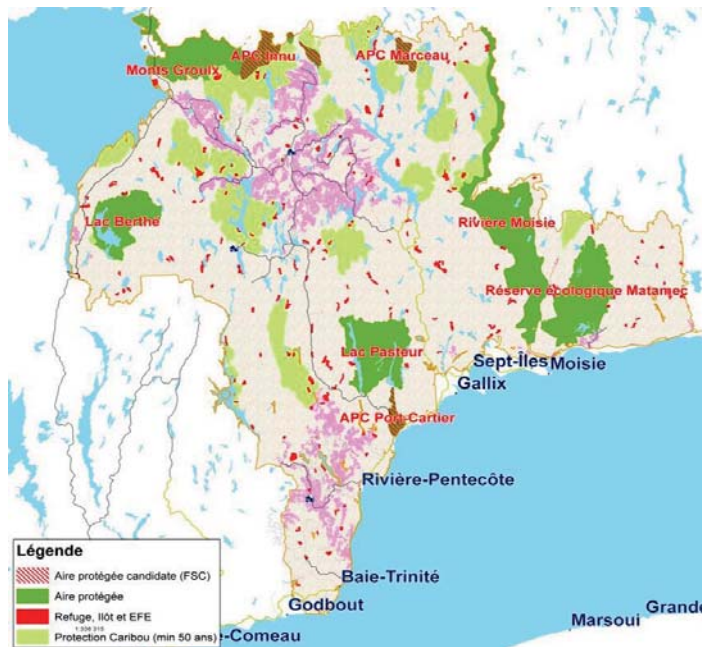 APC Innu
APC Marceau
Monts Groulx
Lac Berthe
Rivière Moisie
Réserve écologique Matamec
Lac Pasteur
Sept-Îles
Moisie
Gallix
APC Port-Cartier
Rivière-Pentecôte
Légende
Aire protégée candidate (FSC)
Aire protégée
Refuge, Ilôt et EFE
Protection Caribou (min 50 ans)
Baie-Trinité
Godbout
e-Comeau
Marsoui
Grande